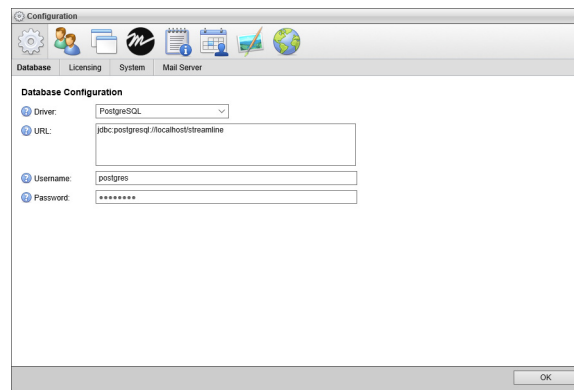 Configuration
Database Licensing System Mail Server
Database Configuration
Driver: PostgreSQL
URL: jdbc:postgresql://localhost/streamline
Username: postgres
Password: ●●●●●●●●
OK